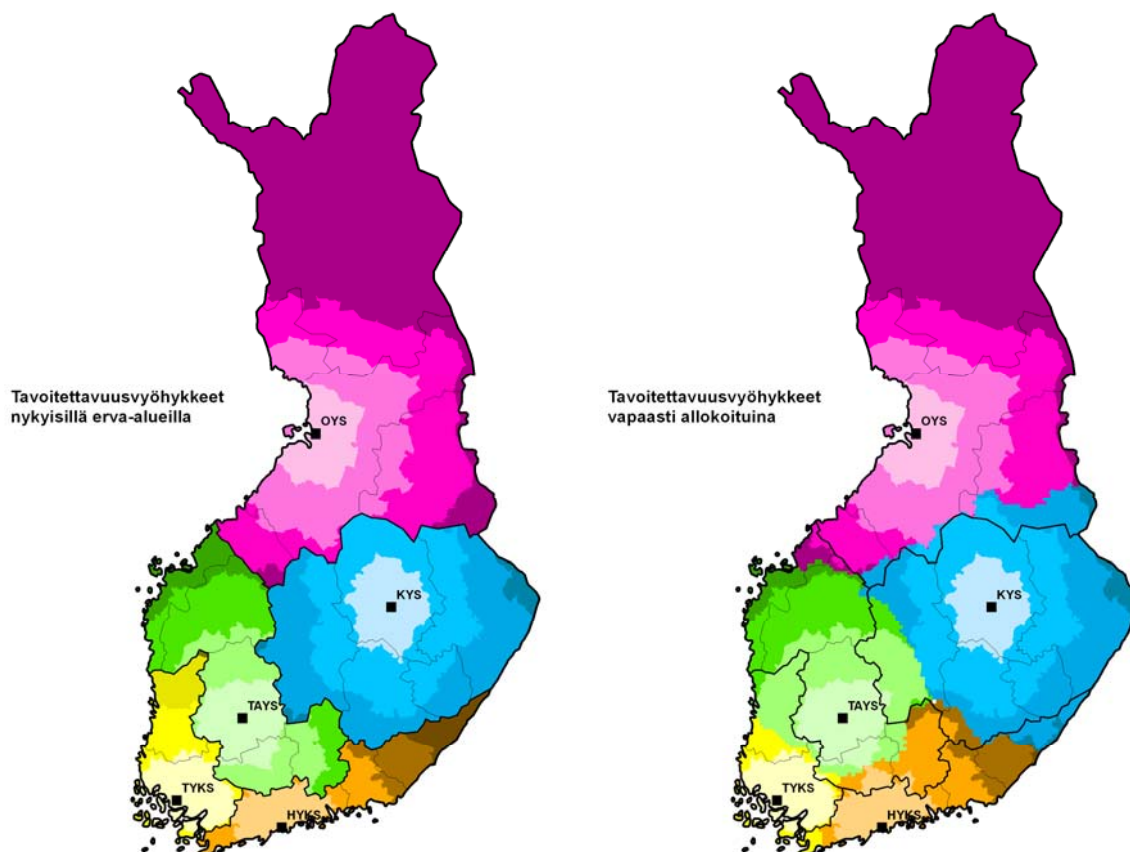 Tavoitettavuusvyöhykkeet
nykyisillä erva-alueilla
OYS
KYS
TAYS
TYKS
HYKS
Tavoitettavuusvyöhykkeet
vapaasti allokoituina
OYS
KYS
TAYS
TYKS
HYKS